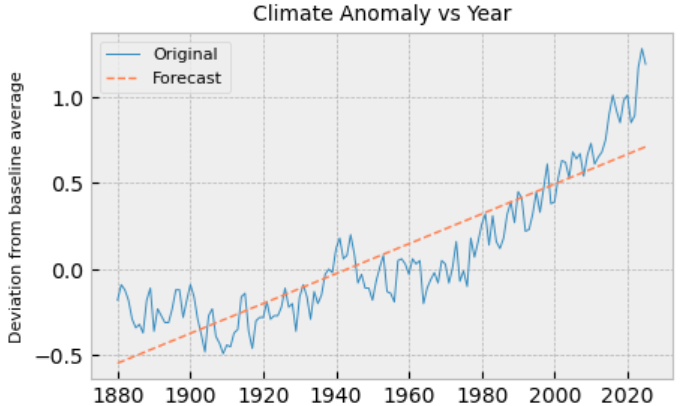 Climate Anomaly vs Year
Original
Forecast
Deviation from baseline average
1.0
0.5
0.0
−0.5
1880 1900 1920 1940 1960 1980 2000 2020